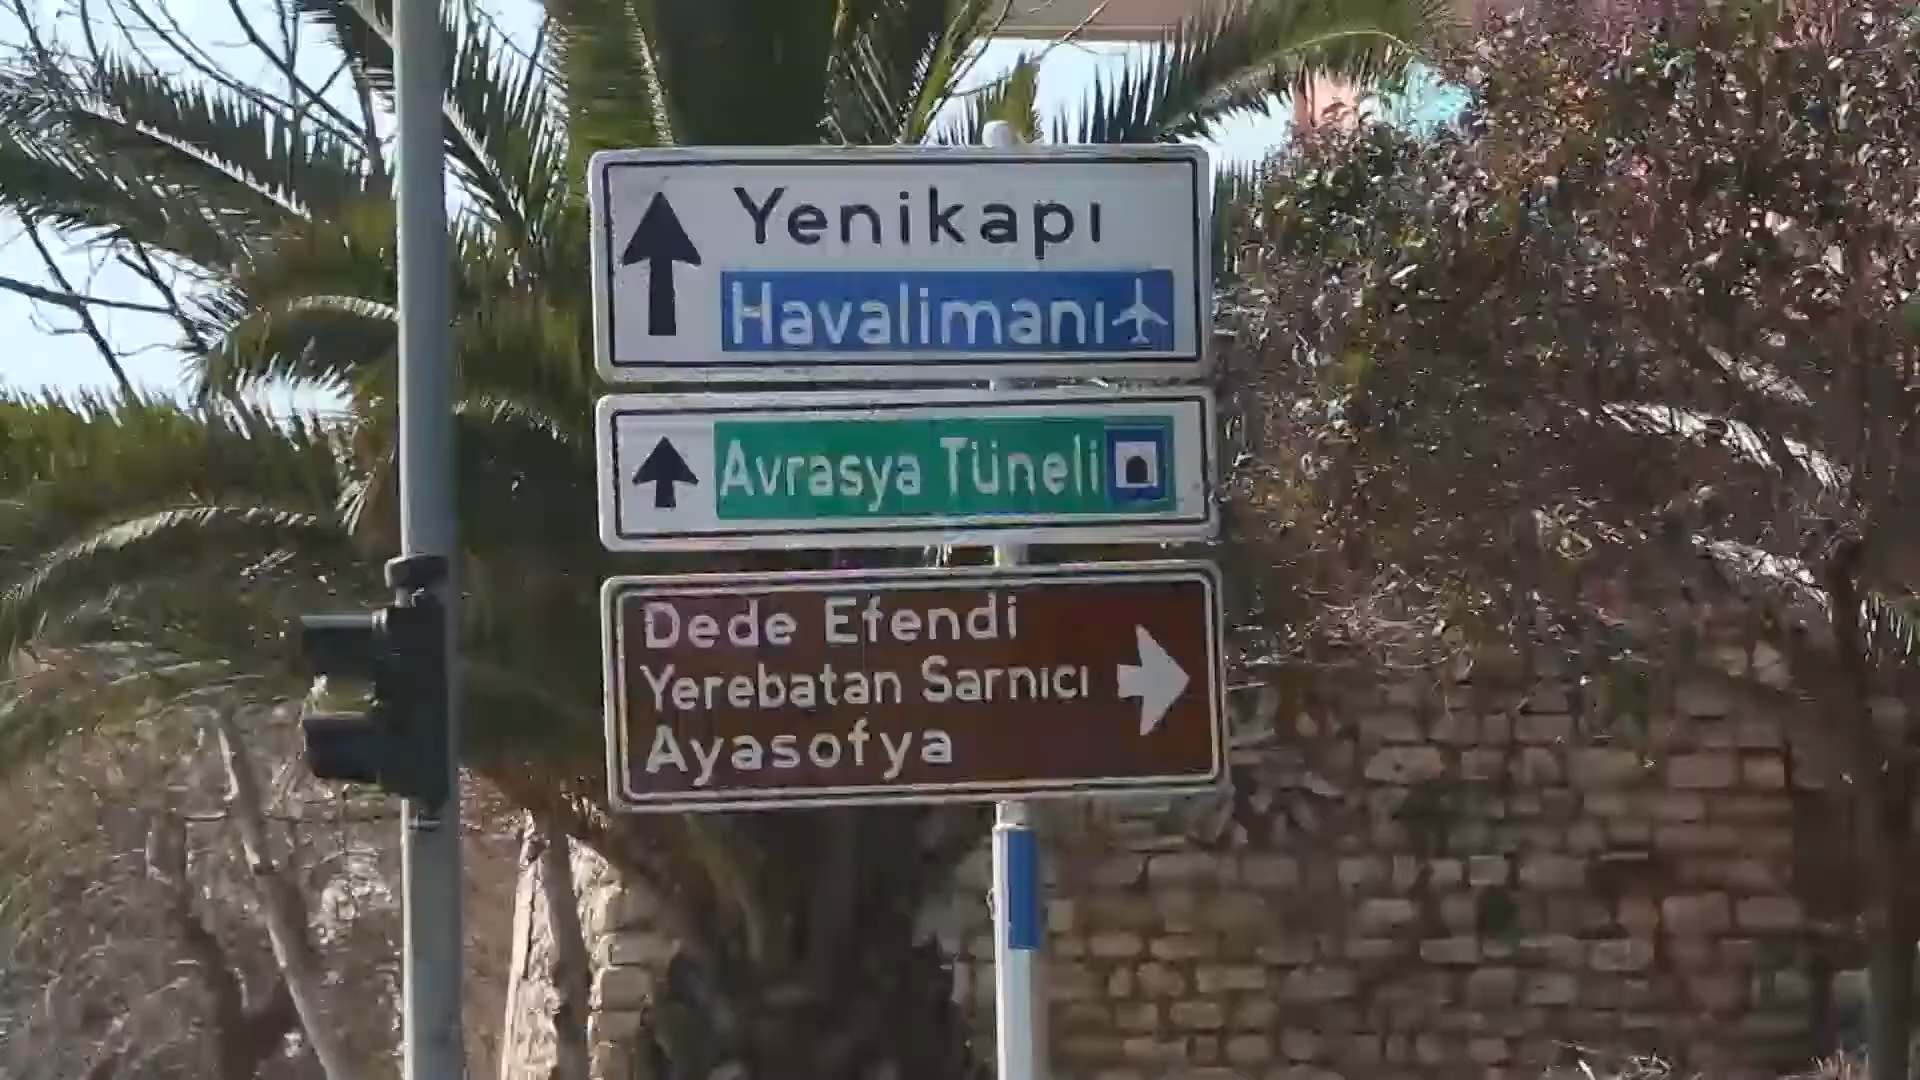 Yenikapı
Havalimanı
Avrasya Tüneli
Dede Efendi
Yerebatan Sarnıcı
Ayasofya